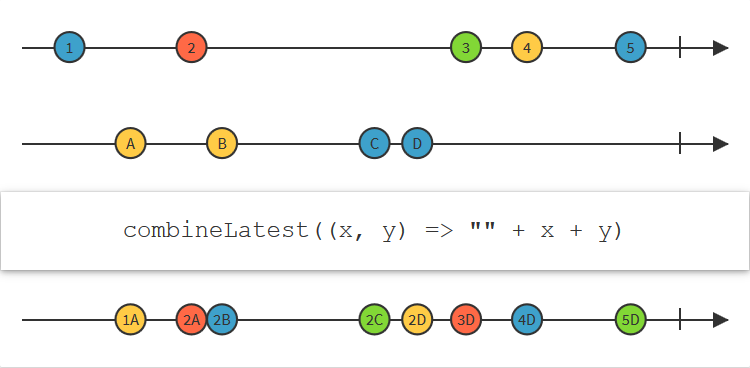 1 2 3 4 5
A B C D
combineLatest((x, y) => "" + x + y)
1A 2A 2B 2C 2D 3D 4D 5D